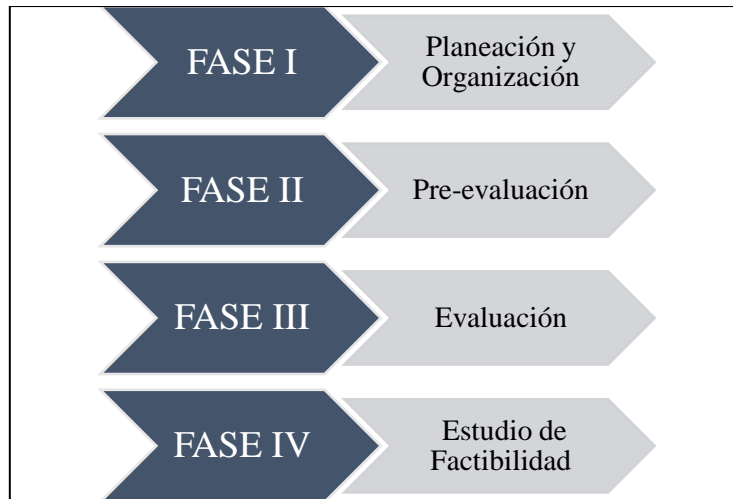 FASE I
Planeación y
Organización
FASE II
Pre-evaluación
FASE III
Evaluación
FASE IV
Estudio de
Factibilidad